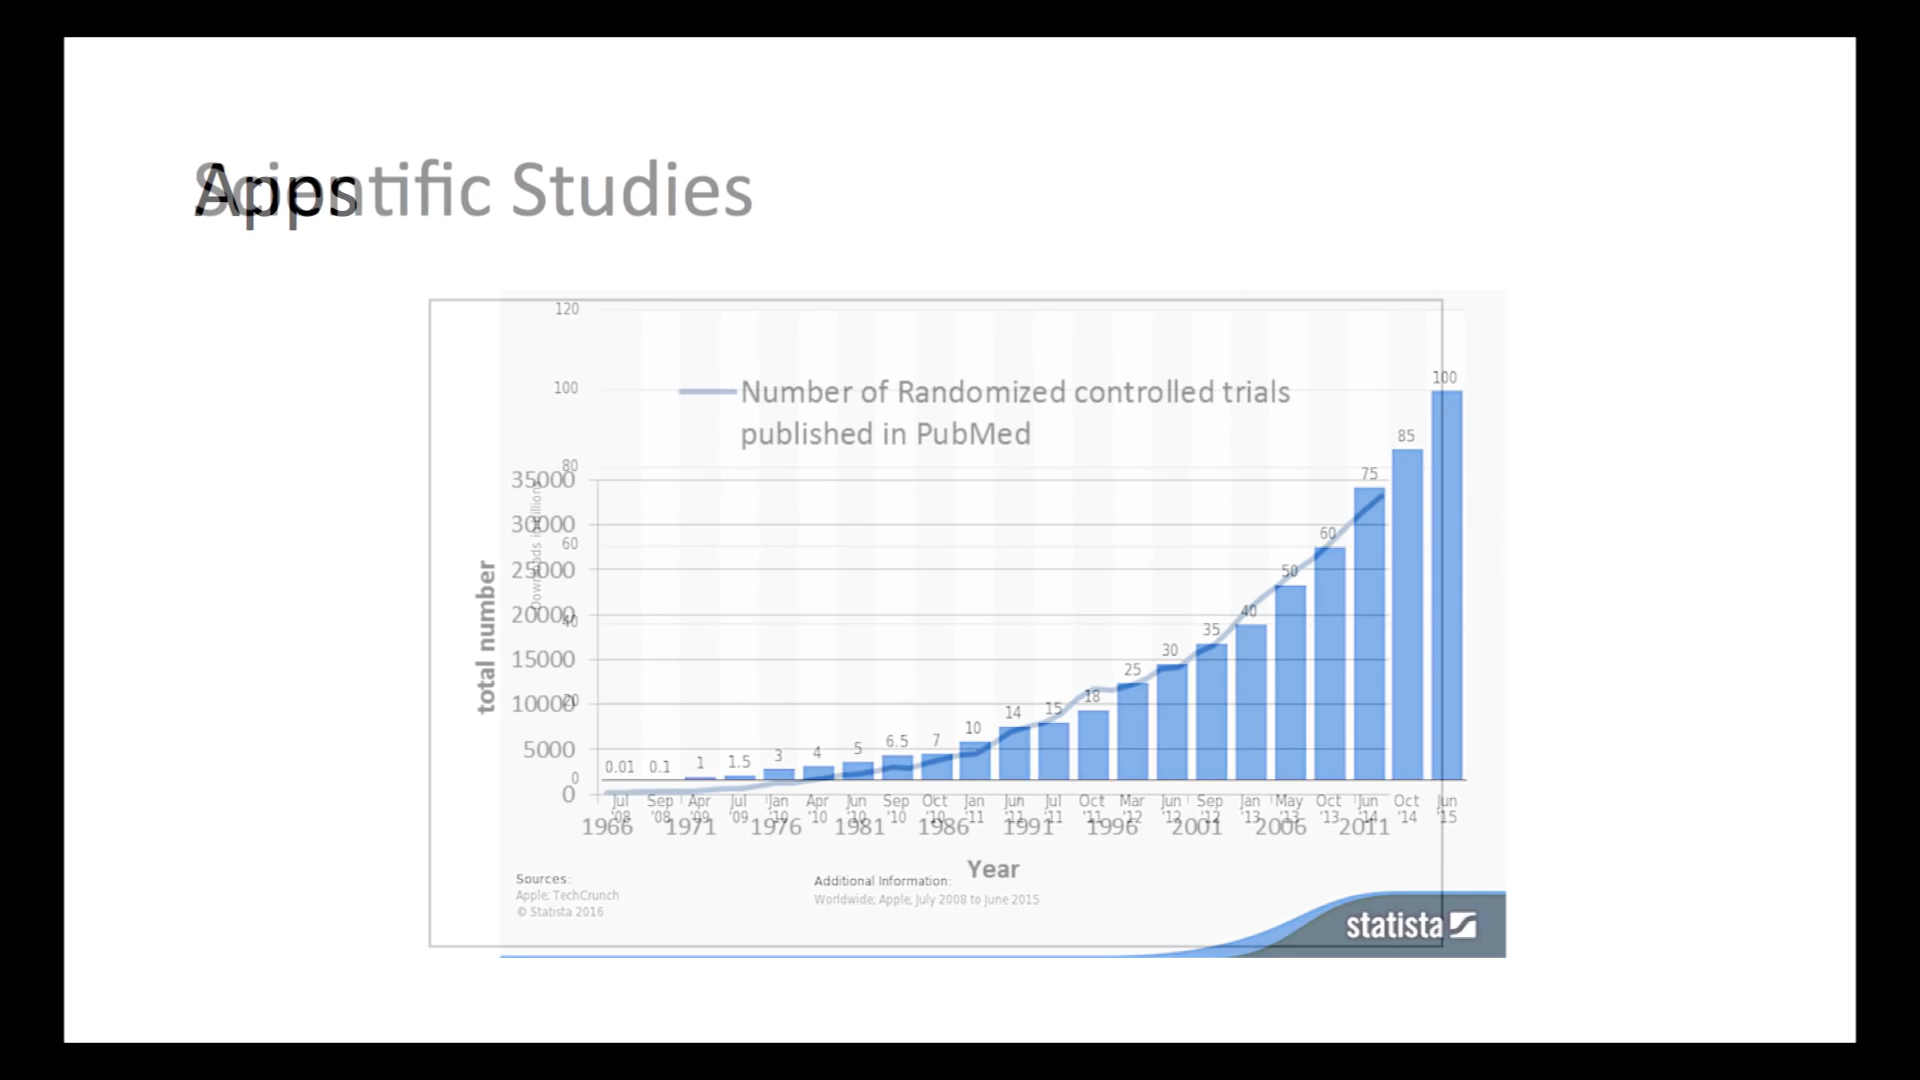 Scientific Studies
Apps
120
100
80
60
40
20
0
Downloads in billions
Number of Randomized controlled trials
published in PubMed
35000
30000
25000
20000
15000
10000
5000
0
total number
0.01 0.1 1 1.5 3 4 5 6.5 7 10 14 15 18 25 30 35 40 50 60 75 85 100
Jul Sep Apr Jul Jan Apr Jun Sep Oct Jan Jun Jul Oct Mar Jun Sep Jan May Oct Jun Oct Jun
'08 '08 '09 '09 '10 '10 '10 '10 '10 '11 '11 '11 '11 '12 '12 '12 '13 '13 '13 '14 '14 '15
1966 1971 1976 1981 1986 1991 1996 2001 2006 2011
Year
Sources:
Apple; TechCrunch
© Statista 2016
Additional Information:
Worldwide; Apple; July 2008 to June 2015
statista